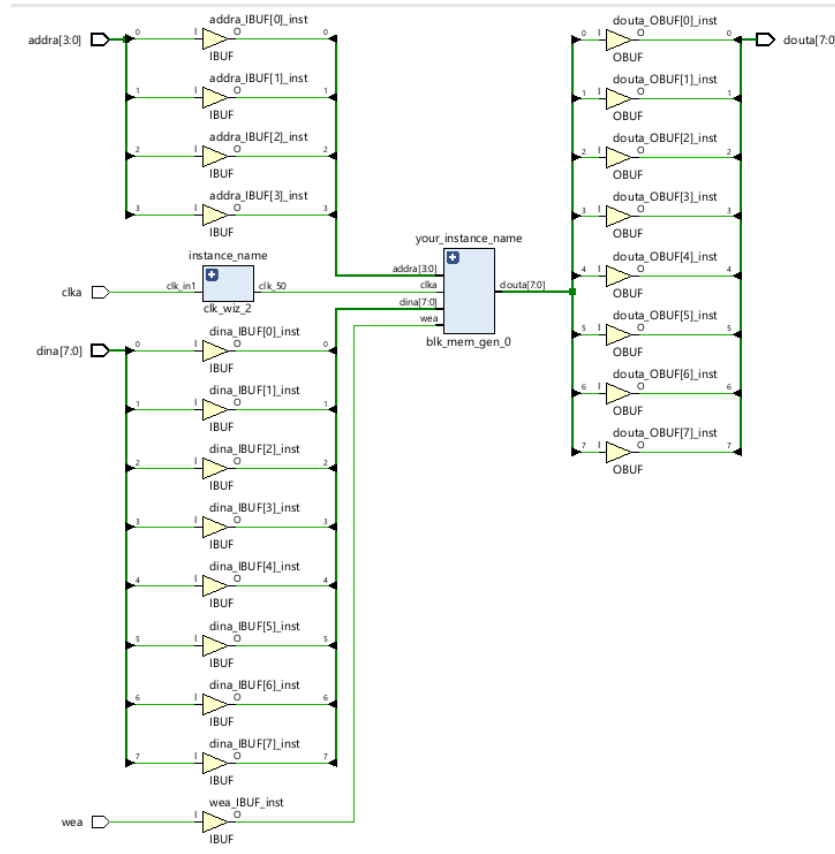 addra_IBUF[0]_inst
addra[3:0]
0 I O 0
IBUF
addra_IBUF[1]_inst
1 I O 1
IBUF
addra_IBUF[2]_inst
2 I O 2
IBUF
addra_IBUF[3]_inst
3 I O 3
IBUF
instance_name
clka
clk_in1
clk_50
clk_wiz_2
your_instance_name
addra[3:0]
clka
dina[7:0]
wea
douta[7:0]
blk_mem_gen_0
dina_IBUF[0]_inst
dina[7:0]
0 I O 0
IBUF
dina_IBUF[1]_inst
1 I O 1
IBUF
dina_IBUF[2]_inst
2 I O 2
IBUF
dina_IBUF[3]_inst
3 I O 3
IBUF
dina_IBUF[4]_inst
4 I O 4
IBUF
dina_IBUF[5]_inst
5 I O 5
IBUF
dina_IBUF[6]_inst
6 I O 6
IBUF
dina_IBUF[7]_inst
7 I O 7
IBUF
wea_IBUF_inst
wea
I O
IBUF
douta_OBUF[0]_inst
0 I O 0
douta[7:0]
OBUF
douta_OBUF[1]_inst
1 I O 1
OBUF
douta_OBUF[2]_inst
2 I O 2
OBUF
douta_OBUF[3]_inst
3 I O 3
OBUF
douta_OBUF[4]_inst
4 I O 4
OBUF
douta_OBUF[5]_inst
5 I O 5
OBUF
douta_OBUF[6]_inst
6 I O 6
OBUF
douta_OBUF[7]_inst
7 I O 7
OBUF